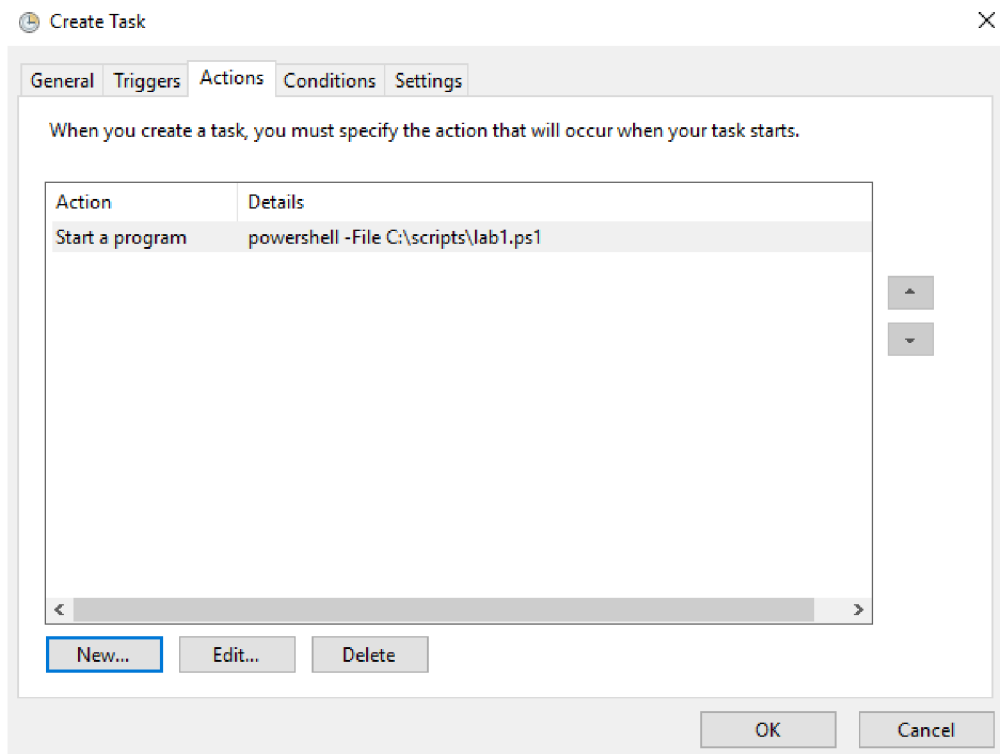 Create Task
General Triggers Actions Conditions Settings
When you create a task, you must specify the action that will occur when your task starts.
Action Details
Start a program powershell -File C:\scripts\lab1.ps1
New... Edit... Delete
OK Cancel